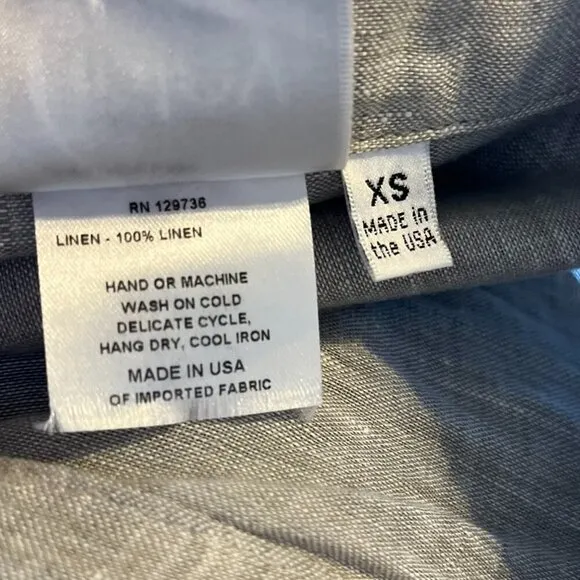 RN 129736
LINEN - 100% LINEN
HAND OR MACHINE
WASH ON COLD
DELICATE CYCLE,
HANG DRY, COOL IRON
MADE IN USA
OF IMPORTED FABRIC
XS
MADE in
the USA